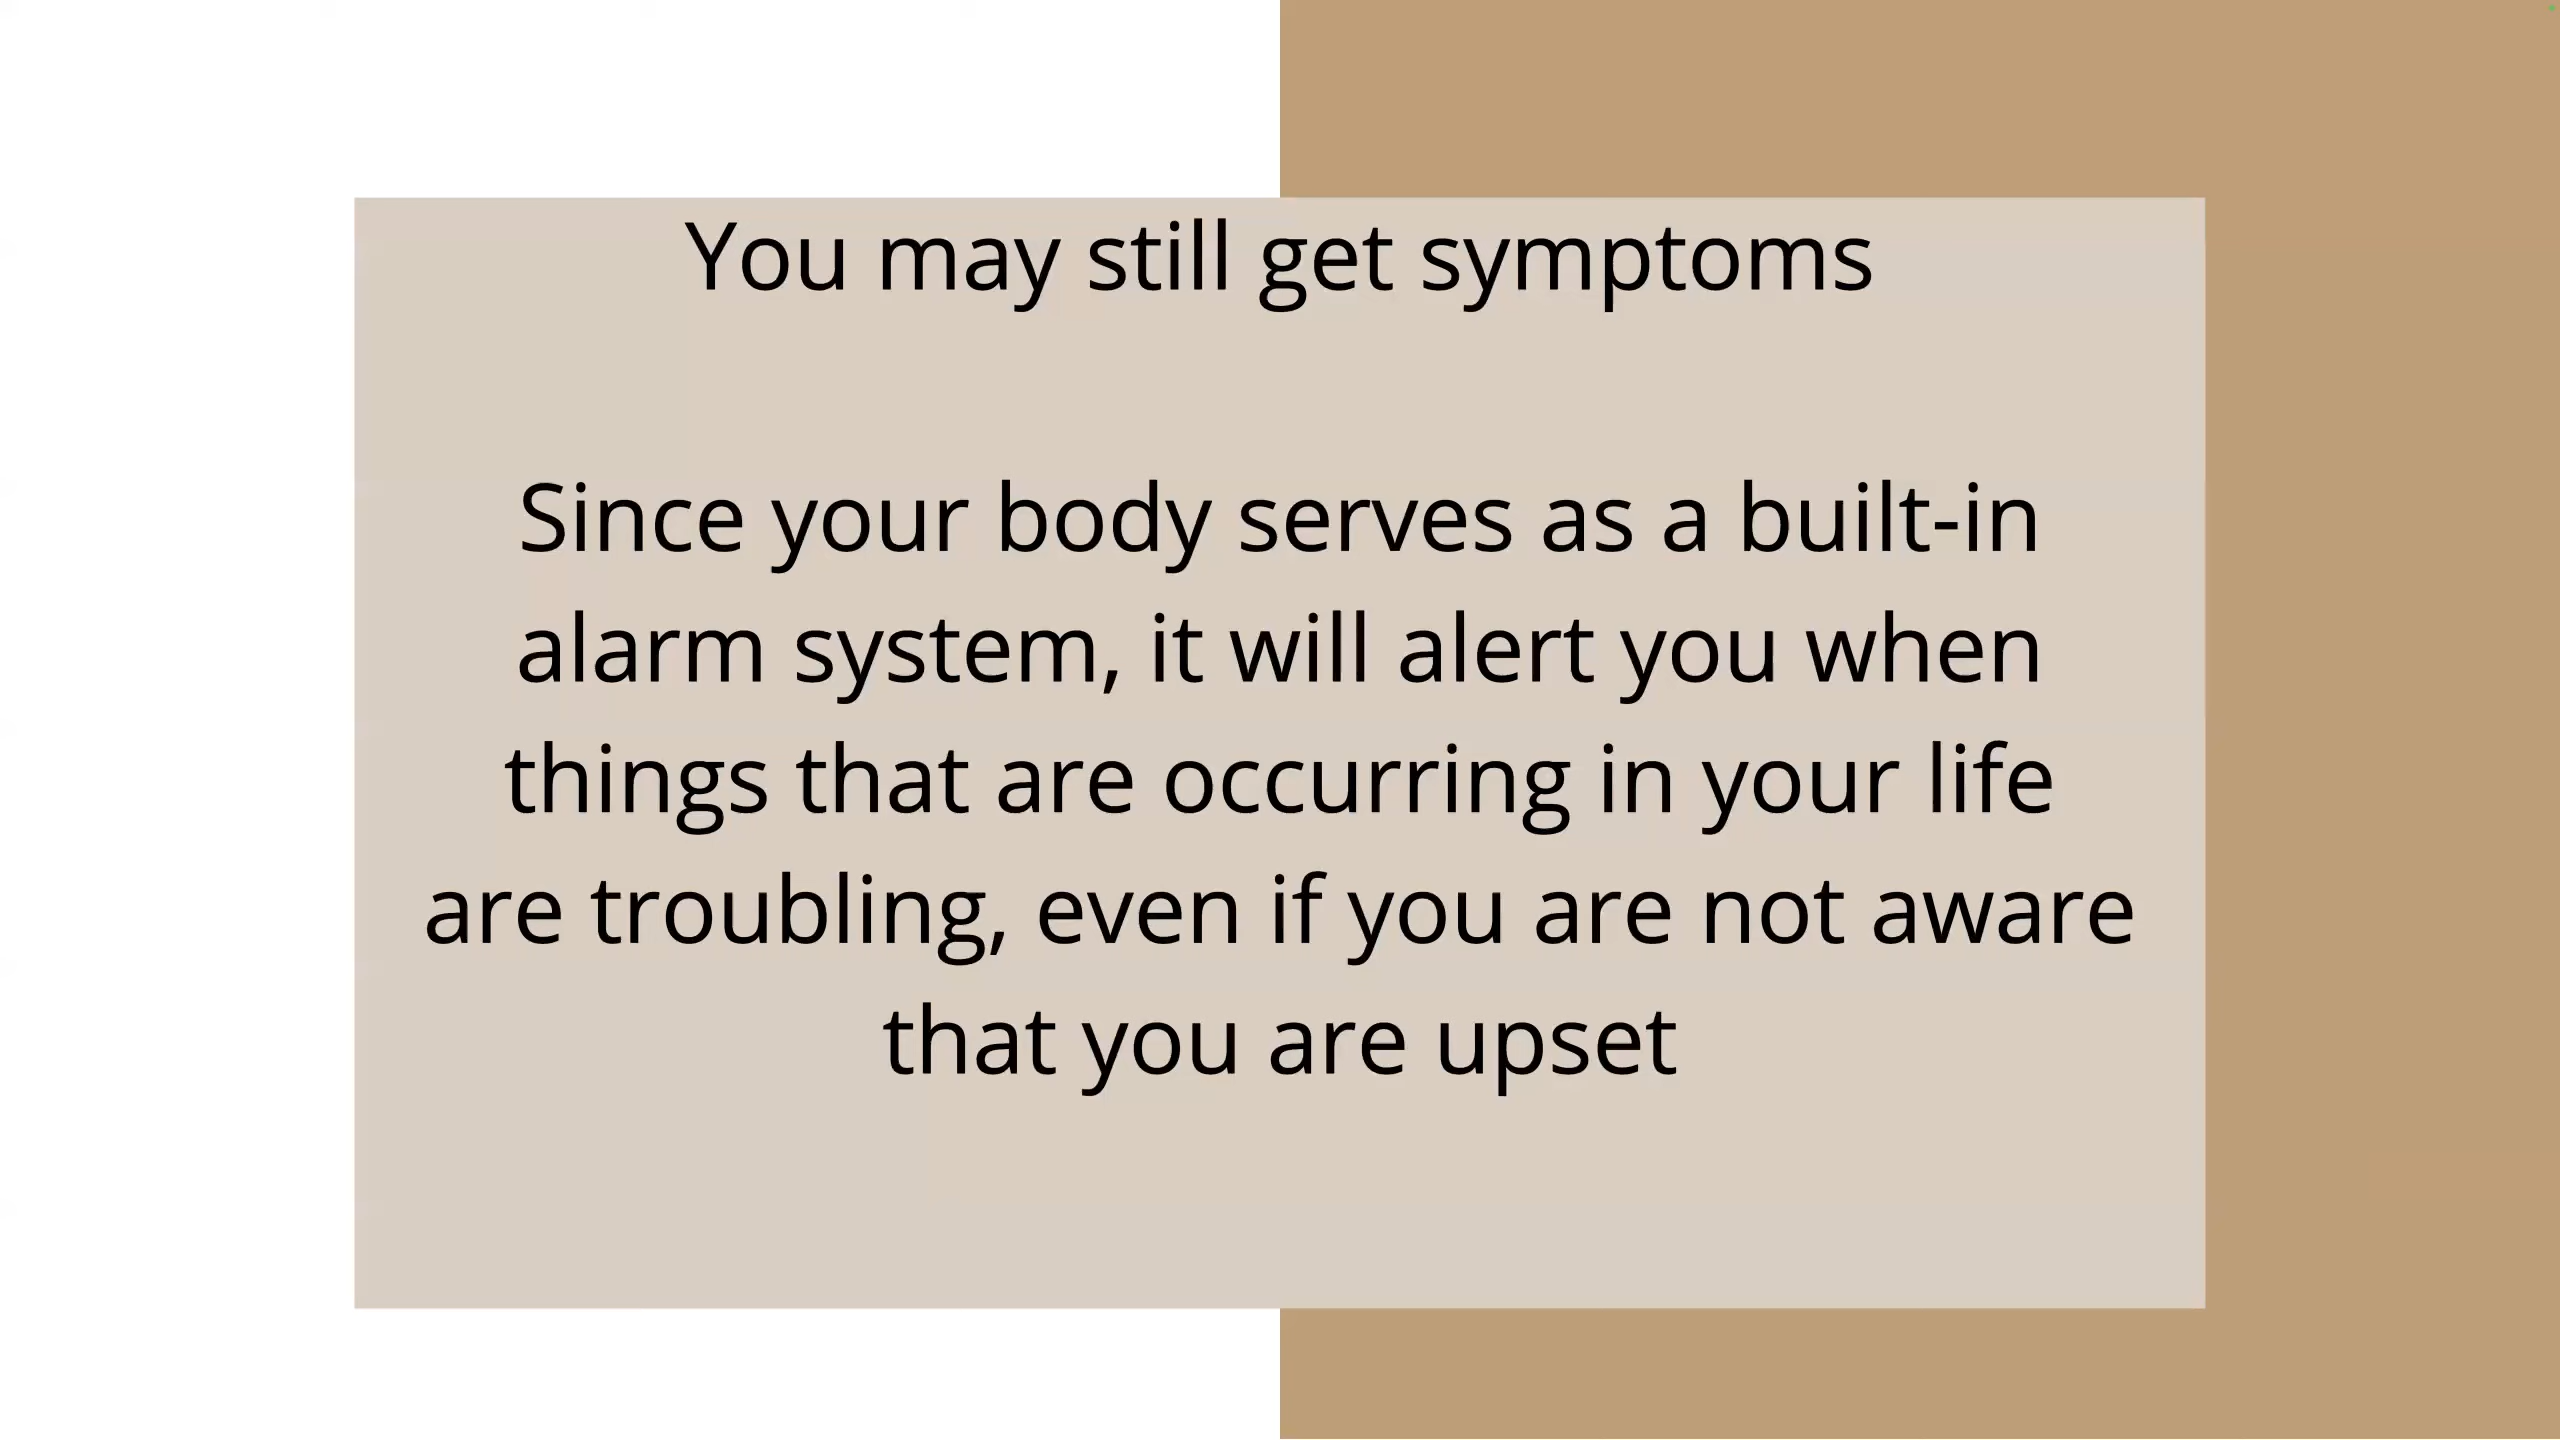 You may still get symptoms
Since your body serves as a built-in
alarm system, it will alert you when
things that are occurring in your life
are troubling, even if you are not aware
that you are upset